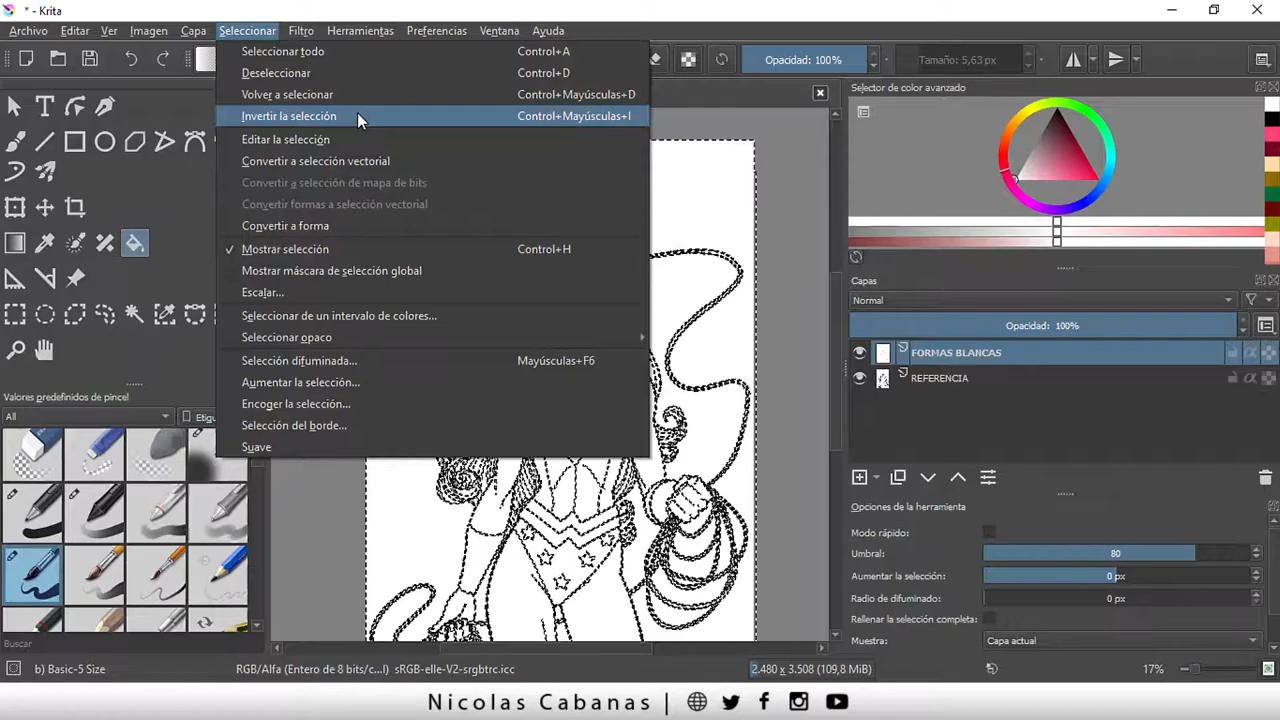 * - Krita
Archivo Editar Ver Imagen Capa Seleccionar Filtro Herramientas Preferencias Ventana Ayuda
Opacidad: 100% Tamaño: 5,63 px
Seleccionar todo Control+A
Deseleccionar Control+D
Volver a selecionar Control+Mayúsculas+D
Invertir la selección Control+Mayúsculas+I
Editar la selección
Convertir a selección vectorial
Convertir a selección de mapa de bits
Convertir formas a selección vectorial
Convertir a forma
Mostrar selección Control+H
Mostrar máscara de selección global
Escalar...
Seleccionar de un intervalo de colores...
Seleccionar opaco
Selección difuminada... Mayúsculas+F6
Aumentar la selección...
Encoger la selección...
Selección del borde...
Suave
Valores predefinidos de pincel
All
Buscar
Selector de color avanzado
Capas
Normal
Opacidad: 100%
FORMAS BLANCAS
REFERENCIA
Opciones de la herramienta
Modo rápido:
Umbral: 80
Aumentar la selección: 0 px
Radio de difuminado: 0 px
Rellenar la selección completa:
Muestra: Capa actual
b) Basic-5 Size RGB/Alfa (Entero de 8 bits/c...l) sRGB-elle-V2-srgbtrc.icc 2.480 x 3.508 (109,8 MiB) 17%
Nicolas Cabanas |